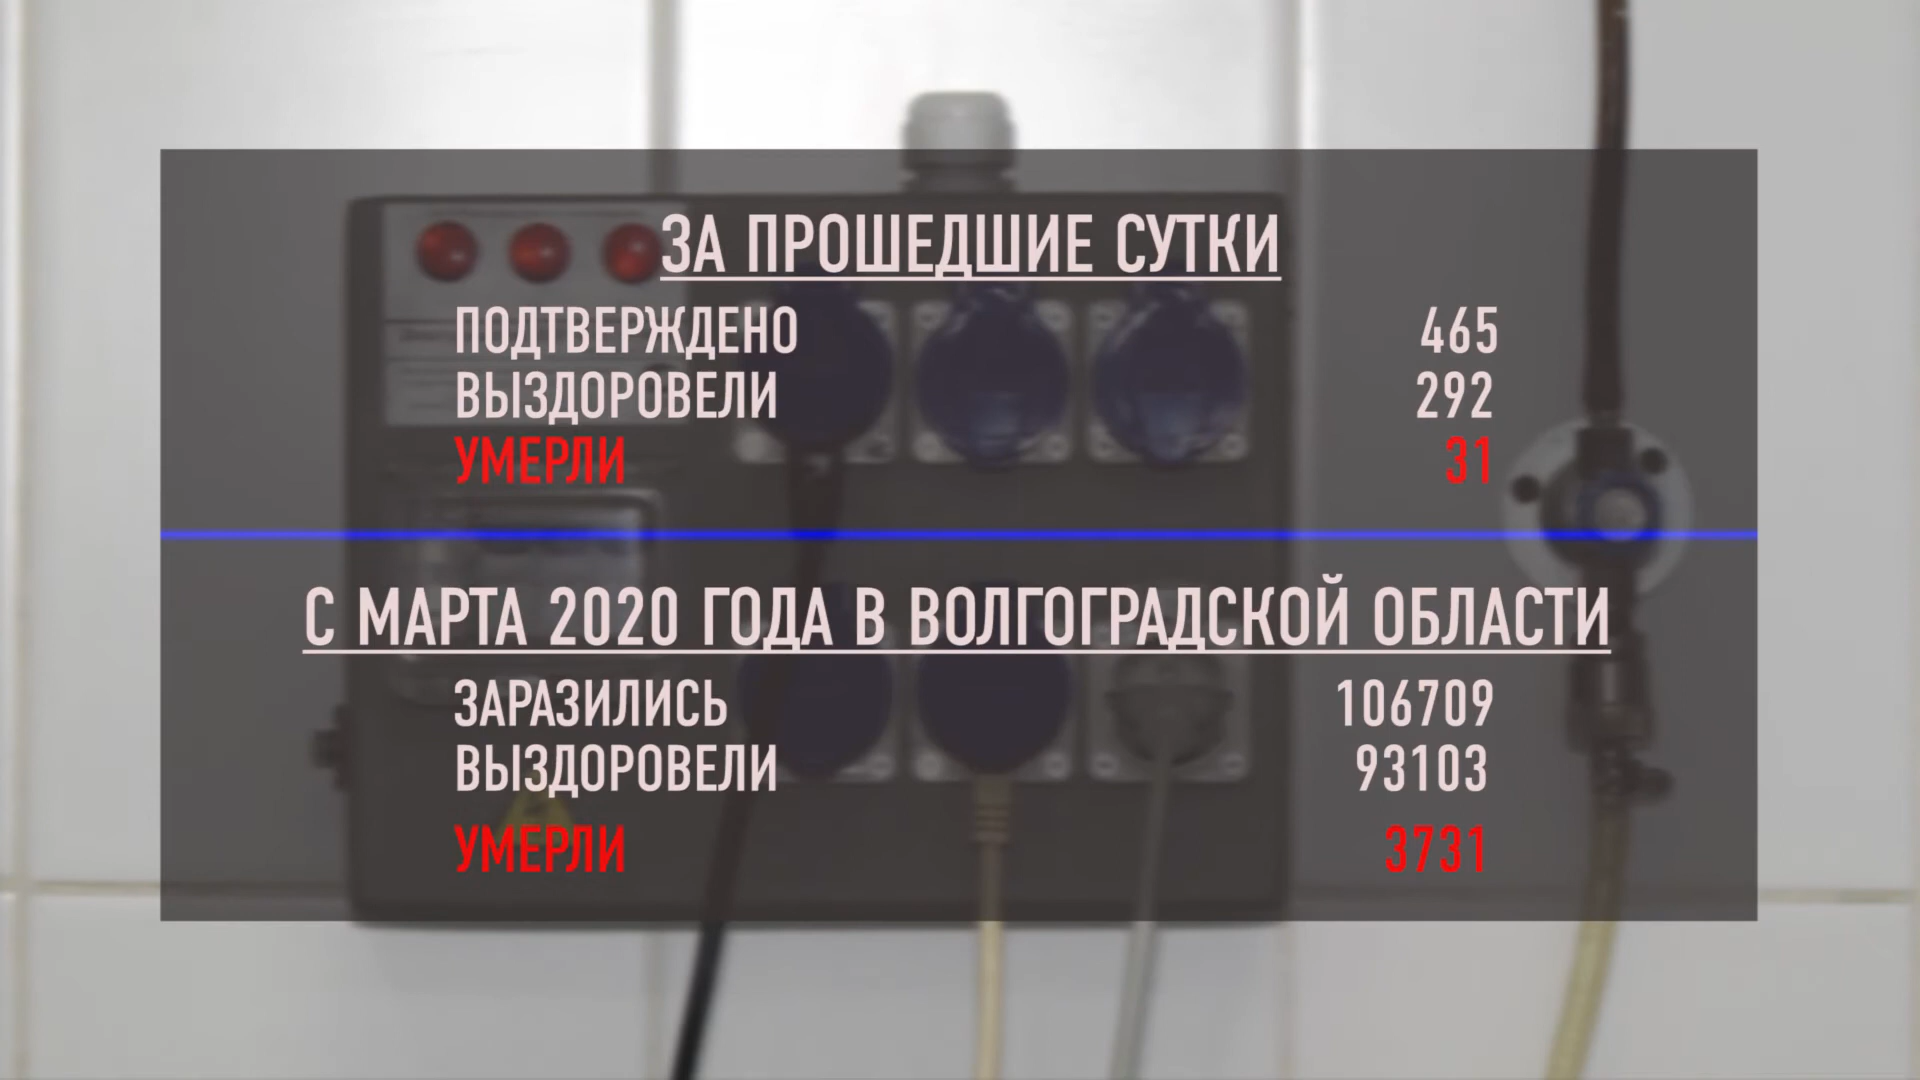 ЗА ПРОШЕДШИЕ СУТКИ
ПОДТВЕРЖДЕНО 465
ВЫЗДОРОВЕЛИ 292
УМЕРЛИ 31
С МАРТА 2020 ГОДА В ВОЛГОГРАДСКОЙ ОБЛАСТИ
ЗАРАЗИЛИСЬ 106709
ВЫЗДОРОВЕЛИ 93103
УМЕРЛИ 3731